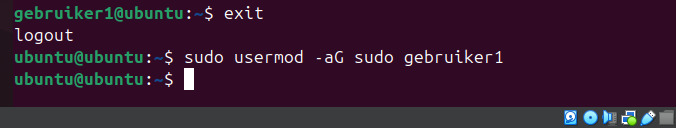 gebruiker1@ubuntu:~$ exit
logout
ubuntu@ubuntu:~$ sudo usermod -aG sudo gebruiker1
ubuntu@ubuntu:~$